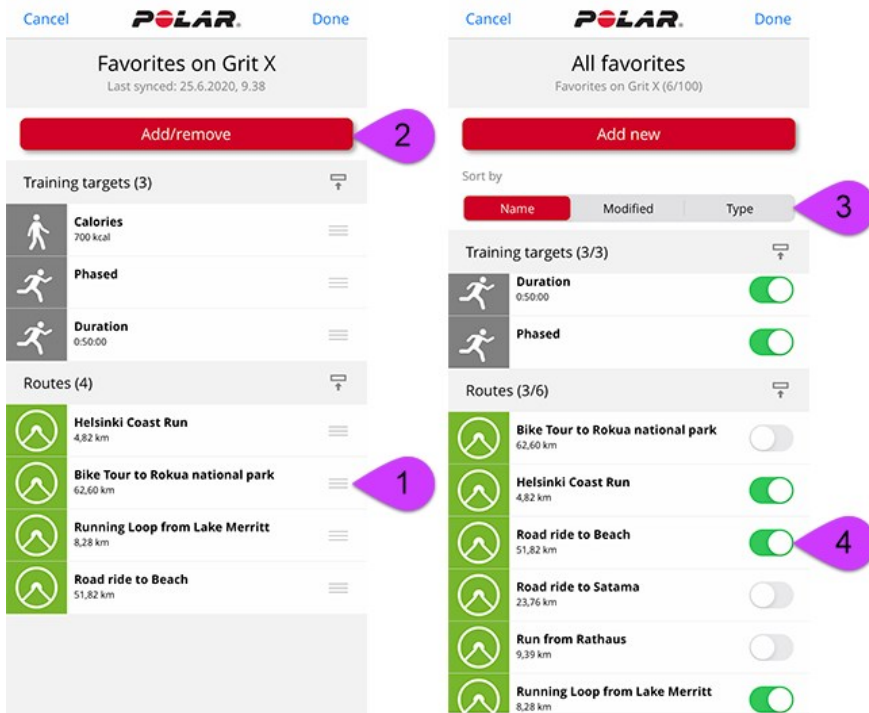 Cancel
POLAR.
Done
Favorites on Grit X
Last synced: 25.6.2020, 9.38
Add/remove
2
Training targets (3)
Calories
700 kcal
Phased
Duration
0:50:00
Routes (4)
Helsinki Coast Run
4,82 km
Bike Tour to Rokua national park
62,60 km
1
Running Loop from Lake Merritt
8,28 km
Road ride to Beach
51,82 km
Cancel
POLAR.
Done
All favorites
Favorites on Grit X (6/100)
Add new
Sort by
Name Modified Type
3
Training targets (3/3)
Duration
0:50:00
Phased
Routes (3/6)
Bike Tour to Rokua national park
62,60 km
Helsinki Coast Run
4,82 km
Road ride to Beach
51,82 km
4
Road ride to Satama
23,76 km
Run from Rathaus
9,39 km
Running Loop from Lake Merritt
8,28 km